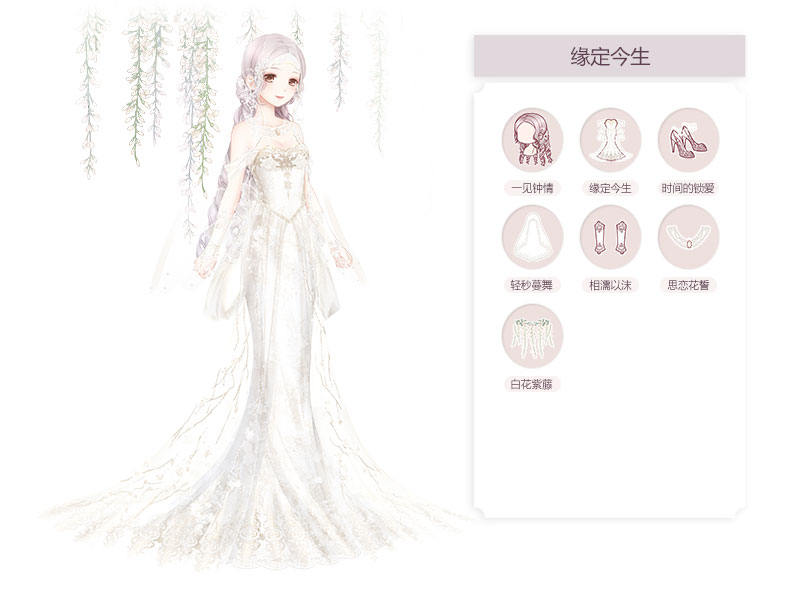 缘定今生
一见钟情
缘定今生
时间的锁爱
轻秒蔓舞
相濡以沫
思恋花誓
白花紫藤